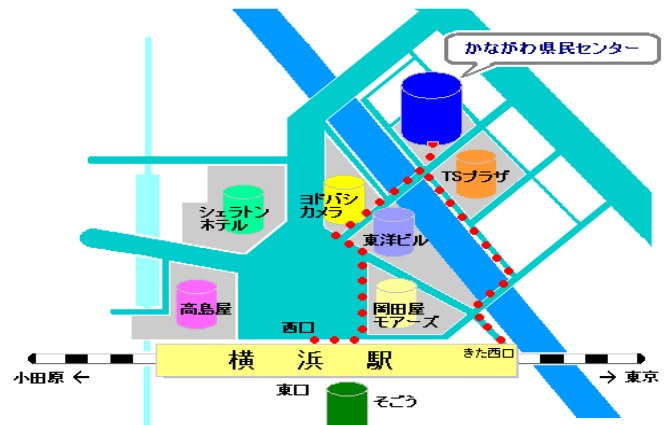 かながわ県民センター
TSプラザ
ヨドバシ
カメラ
シェラトン
ホテル
東洋ビル
高島屋
岡田屋
モアーズ
西口
きた西口
横浜駅
小田原 ←
→ 東京
東口
そごう